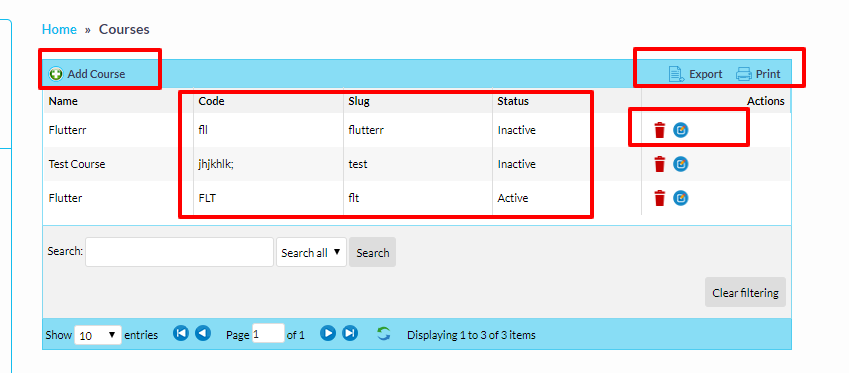 Home » Courses
Add Course Export Print
Name Code Slug Status Actions
Flutterr fll flutterr Inactive
Test Course jhjkhlk; test Inactive
Flutter FLT flt Active
Search: Search all Search
Clear filtering
Show 10 entries Page 1 of 1 Displaying 1 to 3 of 3 items